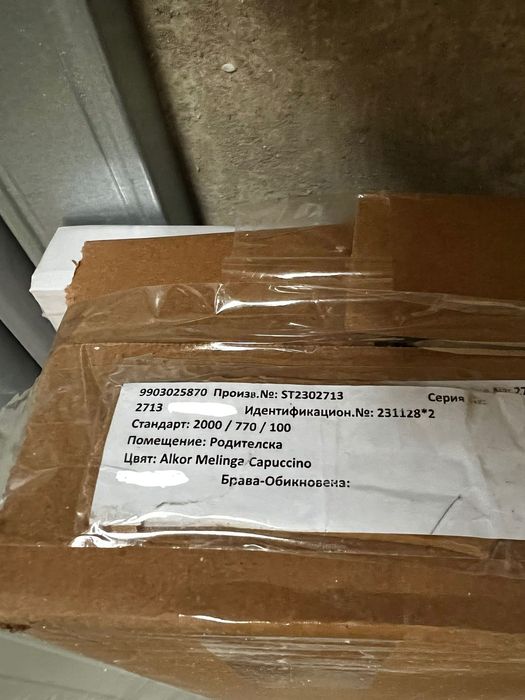 9903025870 Произв.№: ST2302713 Серия
2713 Идентификацион.№: 231128*2
Стандарт: 2000 / 770 / 100
Помещение: Родителска
Цвят: Alkor Melinga Capuccino
Брава-Обикновенз: